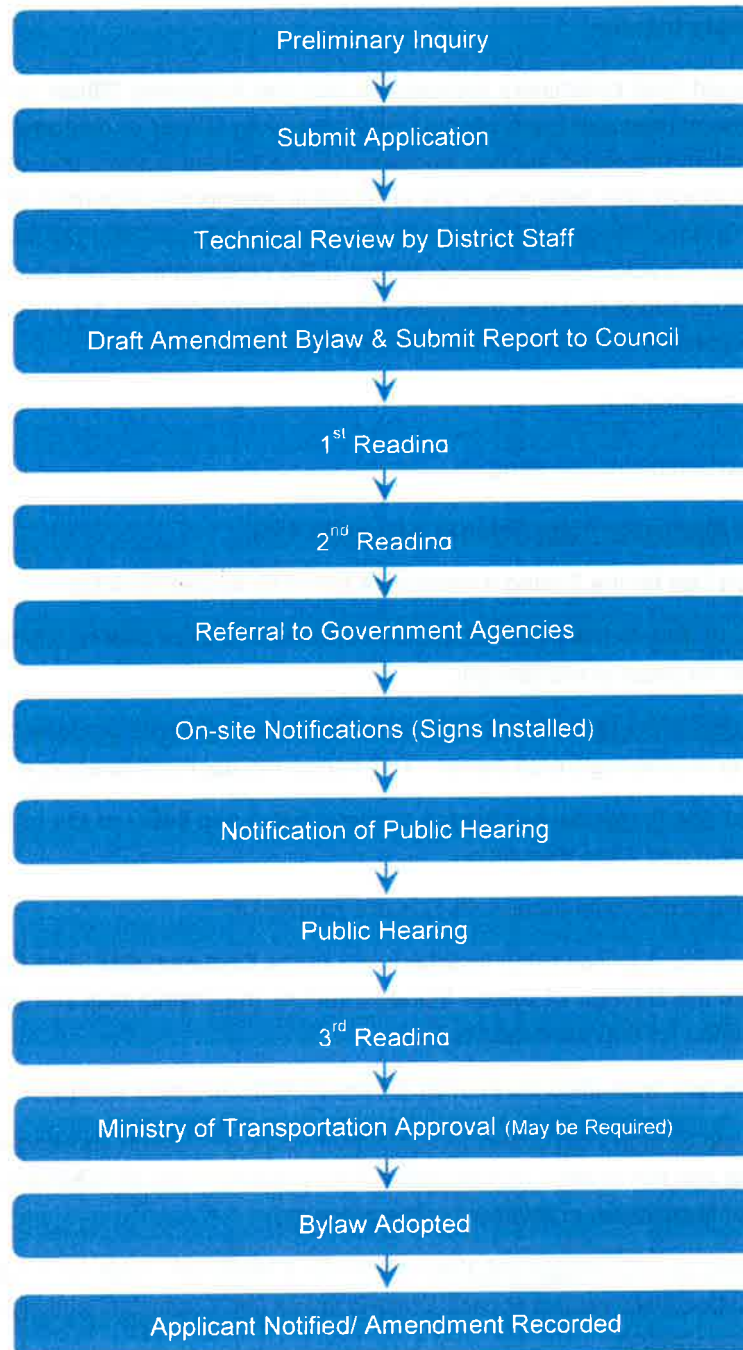 Preliminary Inquiry
Submit Application
Technical Review by District Staff
Draft Amendment Bylaw & Submit Report to Council
1st Reading
2nd Reading
Referral to Government Agencies
On-site Notifications (Signs Installed)
Notification of Public Hearing
Public Hearing
3rd Reading
Ministry of Transportation Approval (May be Required)
Bylaw Adopted
Applicant Notified/ Amendment Recorded